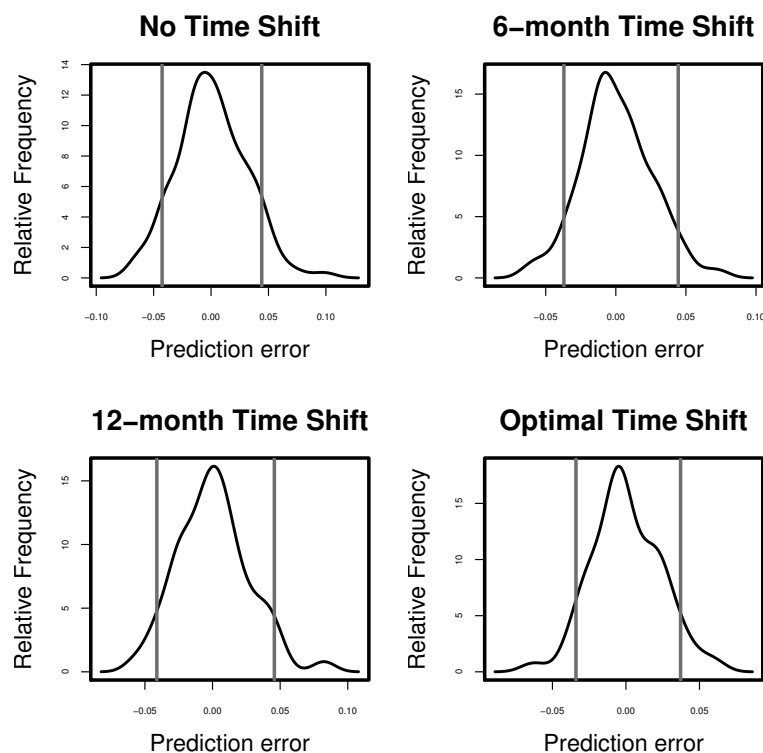 No Time Shift
Relative Frequency
0 2 4 6 8 10 12 14
−0.10 −0.05 0.00 0.05 0.10
Prediction error
6−month Time Shift
Relative Frequency
0 5 10 15
−0.05 0.00 0.05 0.10
Prediction error
12−month Time Shift
Relative Frequency
0 5 10 15
−0.05 0.00 0.05 0.10
Prediction error
Optimal Time Shift
Relative Frequency
0 5 10 15
−0.05 0.00 0.05
Prediction error